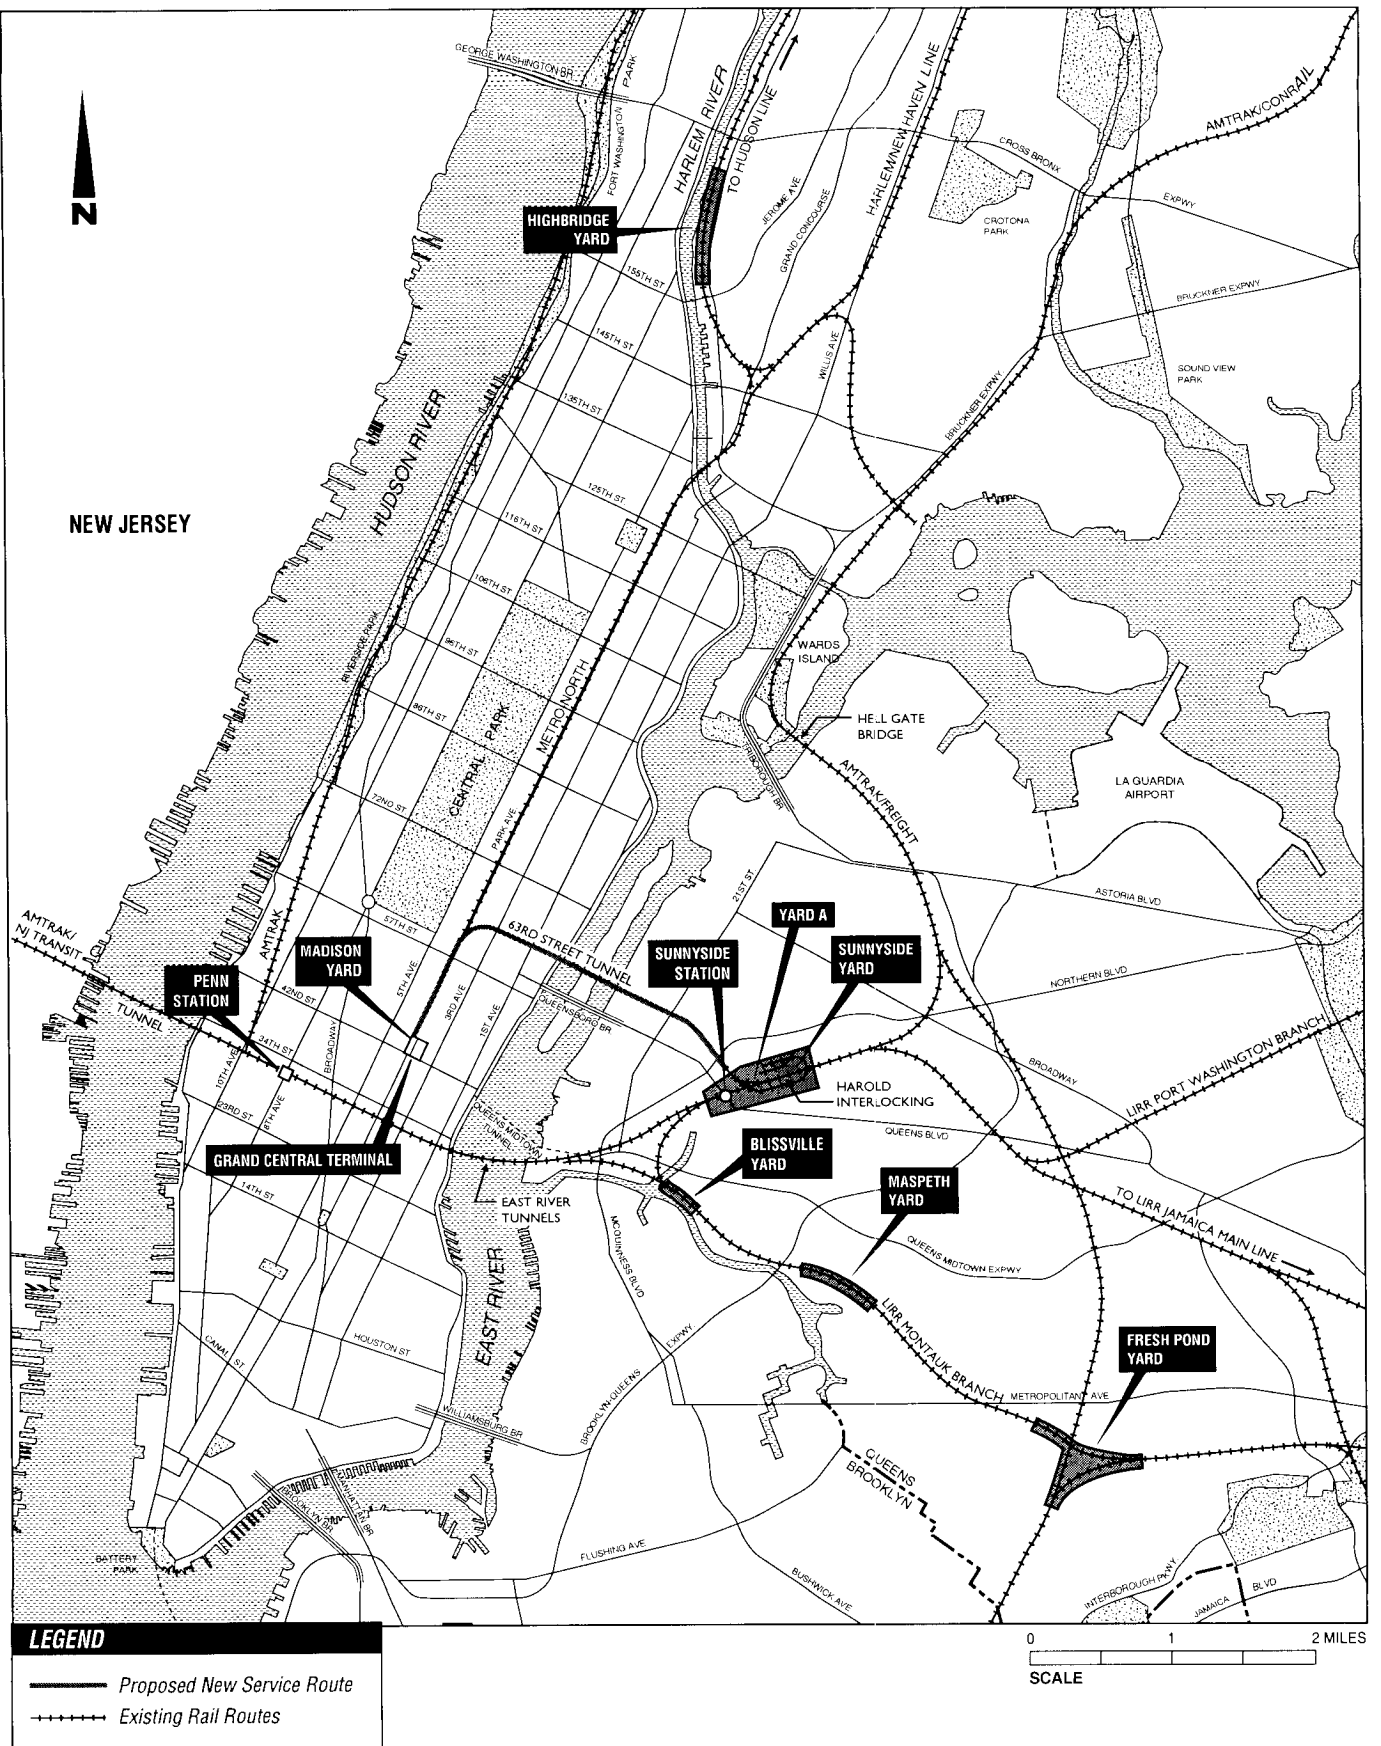 GEORGE WASHINGTON BR
FORT WASHINGTON
PARK
HARLEM RIVER
TO HUDSON LINE
HARLEM/NEW HAVEN LINE
AMTRAK/CONRAIL
CROSS BRONX
EXPWY
N
HIGHBRIDGE
YARD
JEROME AVE
GRAND CONCOURSE
CROTONA
PARK
155TH ST
BRUCKNER EXPWY
145TH ST
WILLIS AVE
SOUND VIEW
PARK
135TH ST
BRUCKNER EXPWY
HUDSON RIVER
NEW JERSEY
125TH ST
116TH ST
106TH ST
RIVERSIDE PARK
96TH ST
WARDS
ISLAND
86TH ST
METRO NORTH
CENTRAL PARK
HELL GATE
BRIDGE
TRIBOROUGH BR
AMTRAK/FREIGHT
LA GUARDIA
AIRPORT
72ND ST
PARK AVE
21ST ST
ASTORIA BLVD
AMTRAK/
NJ TRANSIT
AMTRAK
57TH ST
63RD STREET TUNNEL
YARD A
MADISON
YARD
SUNNYSIDE
STATION
SUNNYSIDE
YARD
PENN
STATION
5TH AVE
NORTHERN BLVD
42ND ST
3RD AVE
1ST AVE
QUEENSBORO BR
TUNNEL
34TH ST
BROADWAY
10TH AVE
8TH AVE
23RD ST
QUEENS MIDTOWN
TUNNEL
HAROLD
INTERLOCKING
BROADWAY
LIRR PORT WASHINGTON BRANCH
QUEENS BLVD
GRAND CENTRAL TERMINAL
BLISSVILLE
YARD
MASPETH
YARD
14TH ST
EAST RIVER
TUNNELS
TO LIRR JAMAICA MAIN LINE
MCGUINNESS BLVD
QUEENS MIDTOWN EXPWY
EAST RIVER
LIRR MONTAUK BRANCH
CANAL ST
HOUSTON ST
FRESH POND
YARD
BROOKLYN-QUEENS
EXPWY
METROPOLITANT AVE
WILLIAMSBURG BR
QUEENS
BROOKLYN
MANHATTAN BR
BROOKLYN BR
BATTERY
PARK
FLUSHING AVE
BUSHWICK AVE
INTERBOROUGH PKWY
JAMAICA
BLVD
LEGEND
Proposed New Service Route
Existing Rail Routes
0 1 2 MILES
SCALE